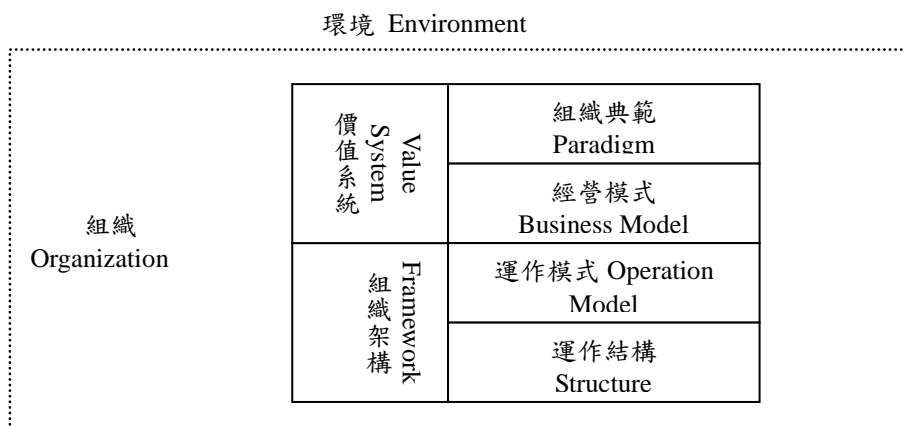 環境 Environment
組織
Organization
價值系統
Value
System
組織典範
Paradigm
經營模式
Business Model
組織架構
Framework
運作模式 Operation
Model
運作結構
Structure